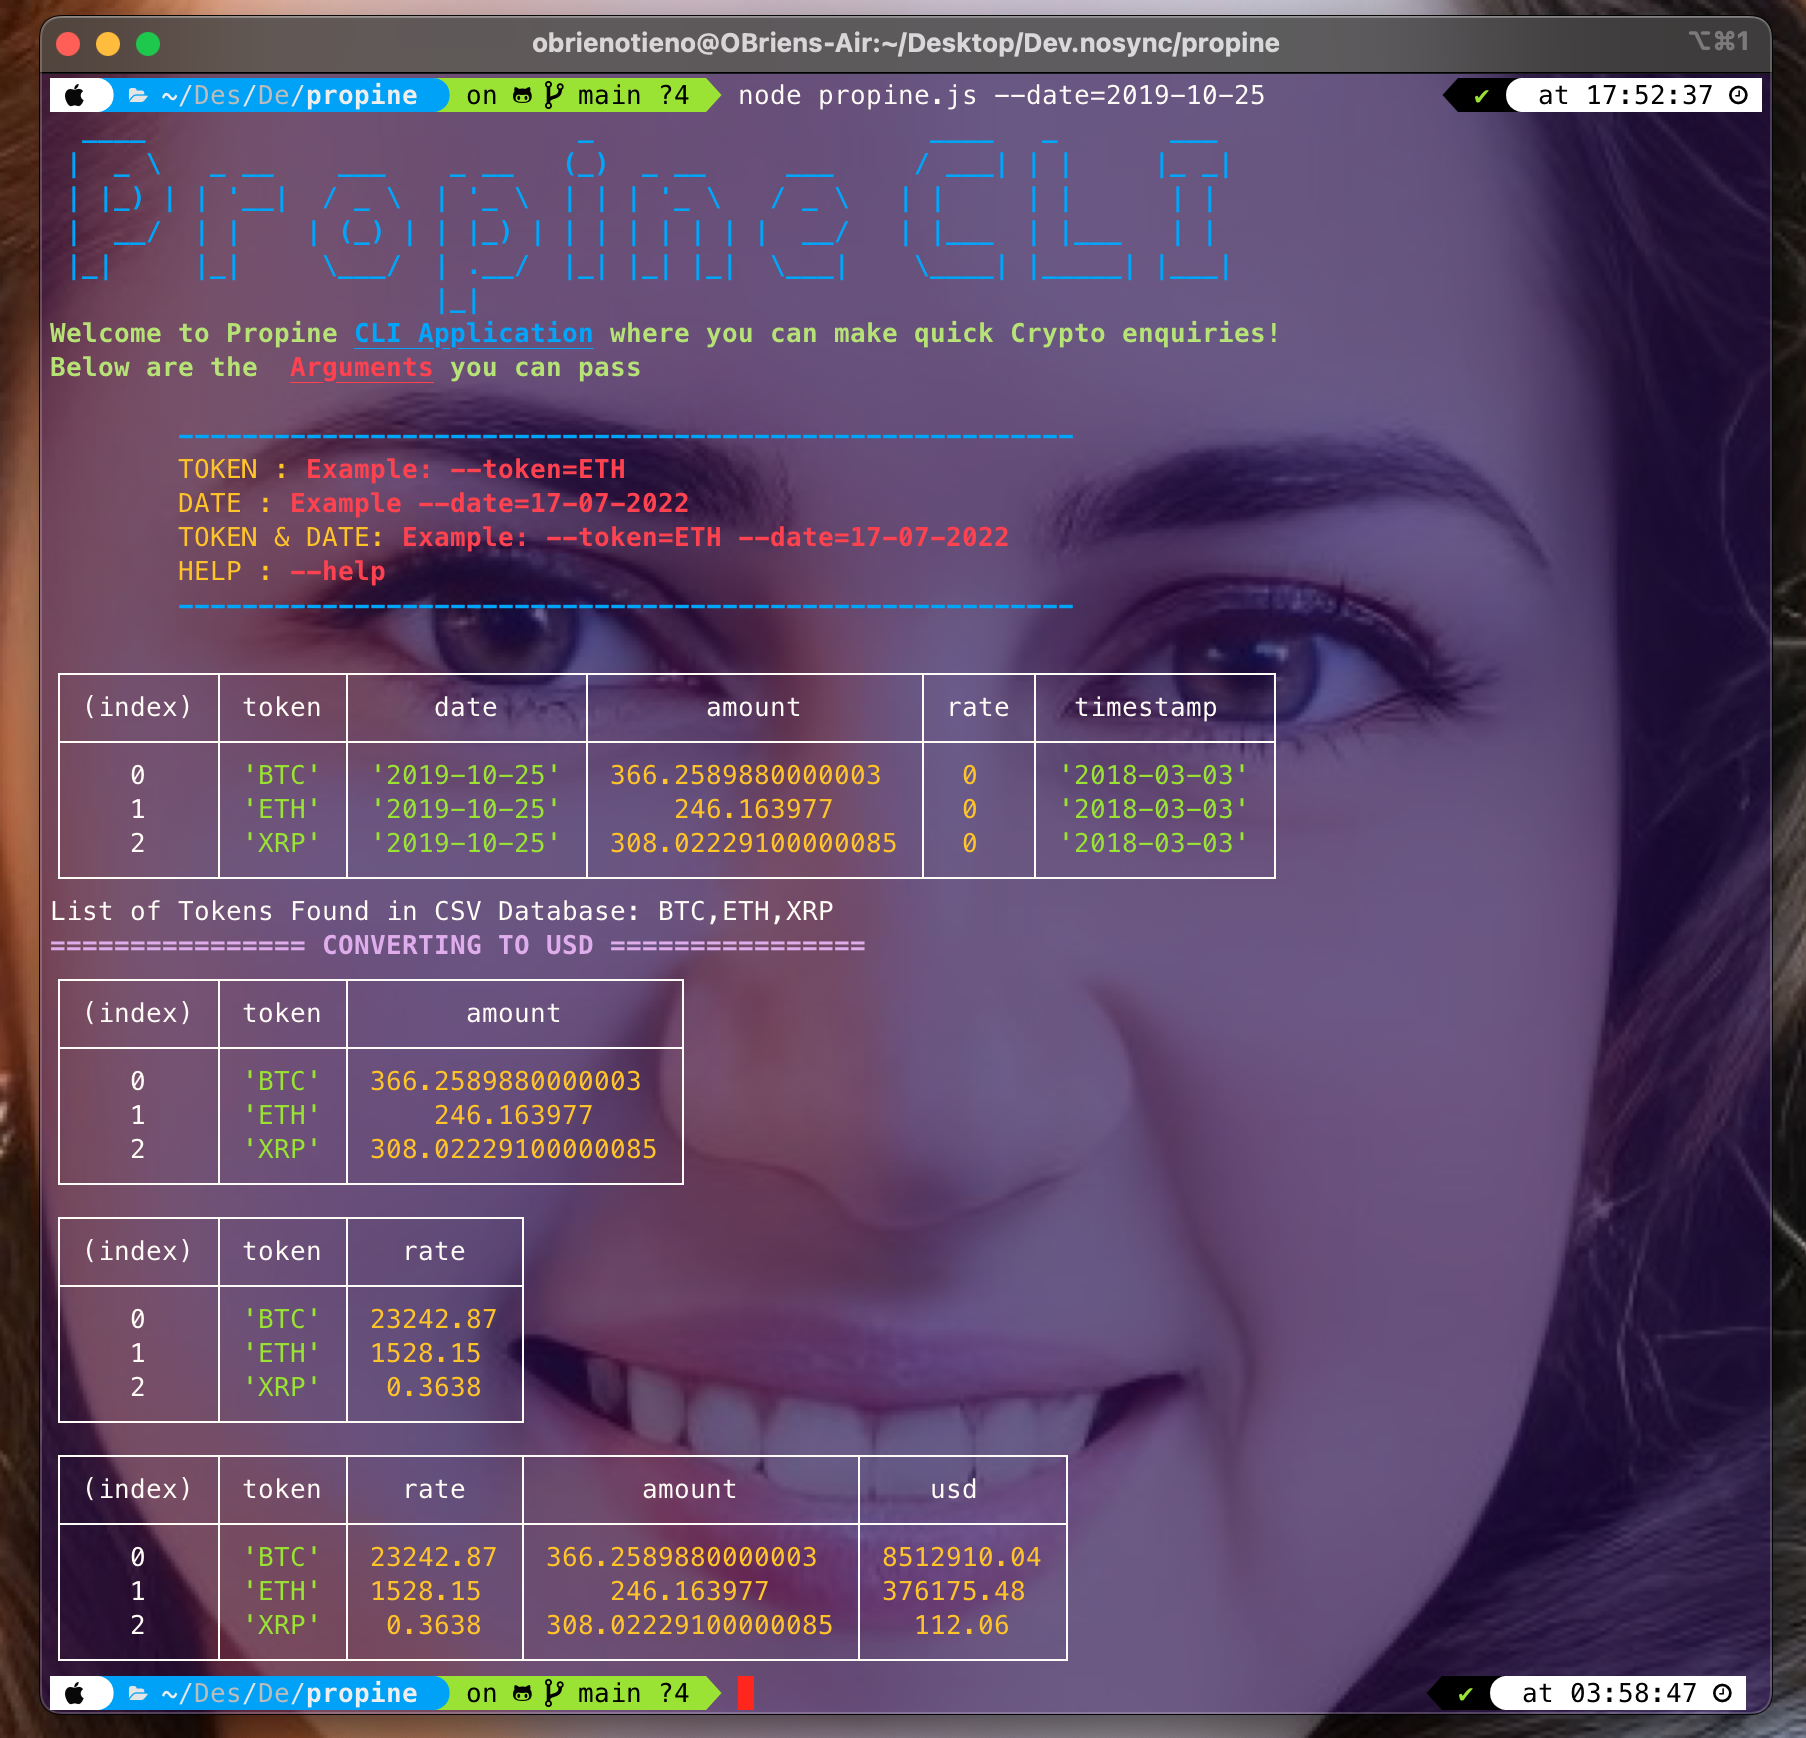 obrienotieno@OBriens-Air:~/Desktop/Dev.nosync/propine ⌥⌘1
~/Des/De/propine on main ?4 node propine.js --date=2019-10-25 ✔ at 17:52:37
Propine CLI
Welcome to Propine CLI Application where you can make quick Crypto enquiries!
Below are the  Arguments you can pass
--------------------------------------------------------
TOKEN : Example: --token=ETH
DATE : Example --date=17-07-2022
TOKEN & DATE: Example: --token=ETH --date=17-07-2022
HELP : --help
--------------------------------------------------------
(index) token date amount rate timestamp
0 'BTC' '2019-10-25' 366.2589880000003 0 '2018-03-03'
1 'ETH' '2019-10-25' 246.163977 0 '2018-03-03'
2 'XRP' '2019-10-25' 308.02229100000085 0 '2018-03-03'
List of Tokens Found in CSV Database: BTC,ETH,XRP
================ CONVERTING TO USD ================
(index) token amount
0 'BTC' 366.2589880000003
1 'ETH' 246.163977
2 'XRP' 308.02229100000085
(index) token rate
0 'BTC' 23242.87
1 'ETH' 1528.15
2 'XRP' 0.3638
(index) token rate amount usd
0 'BTC' 23242.87 366.2589880000003 8512910.04
1 'ETH' 1528.15 246.163977 376175.48
2 'XRP' 0.3638 308.02229100000085 112.06
~/Des/De/propine on main ?4 ✔ at 03:58:47